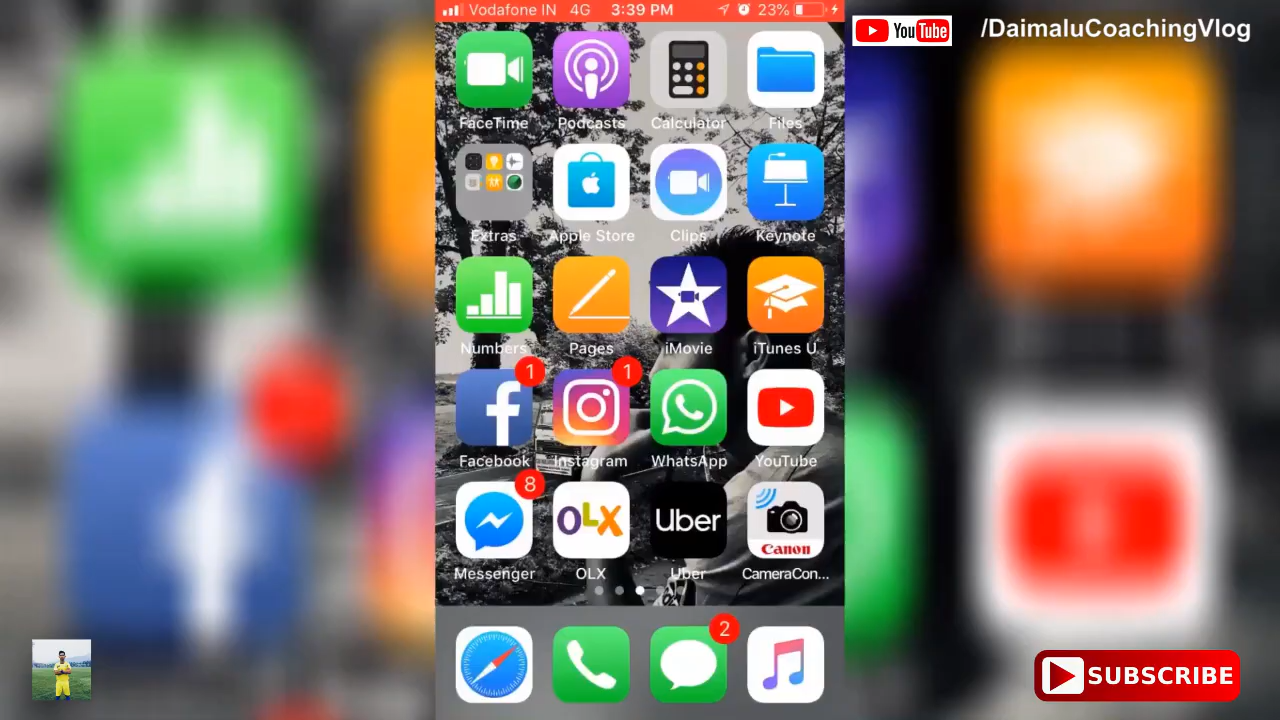 Vodafone IN 4G 3:39 PM 23%
YouTube /DaimaluCoachingVlog
FaceTime Podcasts Calculator Files
Extras Apple Store Clips Keynote
Numbers Pages iMovie iTunes U
1 1
Facebook Instagram WhatsApp YouTube
8
OLX Uber Canon
Messenger OLX Uber CameraCon...
2
SUBSCRIBE